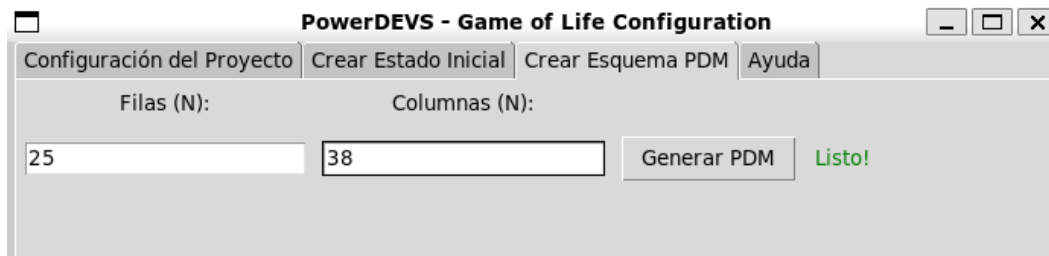 PowerDEVS - Game of Life Configuration
Configuración del Proyecto Crear Estado Inicial Crear Esquema PDM Ayuda
Filas (N): Columnas (N):
25 38 Generar PDM Listo!